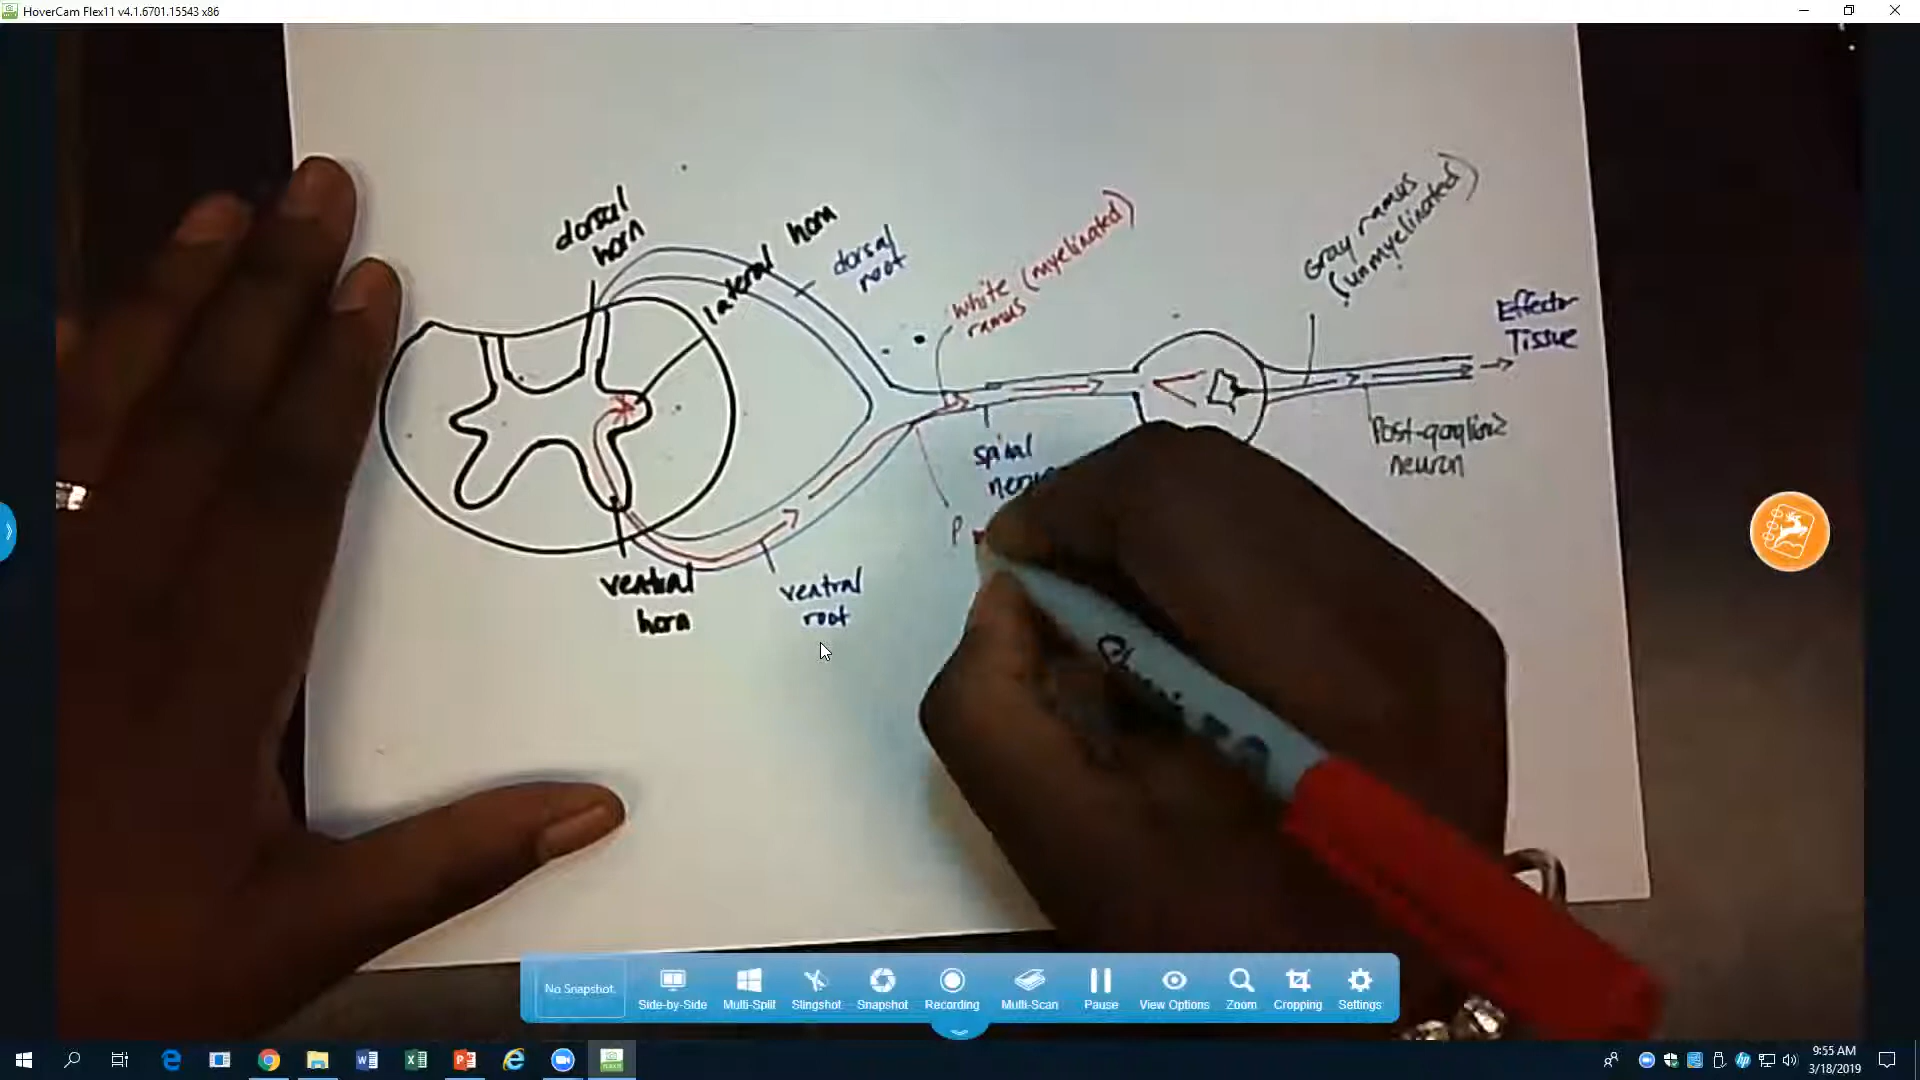 HoverCam Flex11 v4.1.6701.15543 x86
dorsal
horn
lateral horn
dorsal
root
white (myelinated)
ramus
Gray ramus
(unmyelinated)
Effector
Tissue
Post-ganglinic
neuron
spinal
P
ventral
horn
ventral
root
No Snapshot.
Side-by-Side
Multi-Split
Slingshot
Snapshot
Recording
Multi-Scan
Pause
View Options
Zoom
Cropping
Settings
9:55 AM
3/18/2019